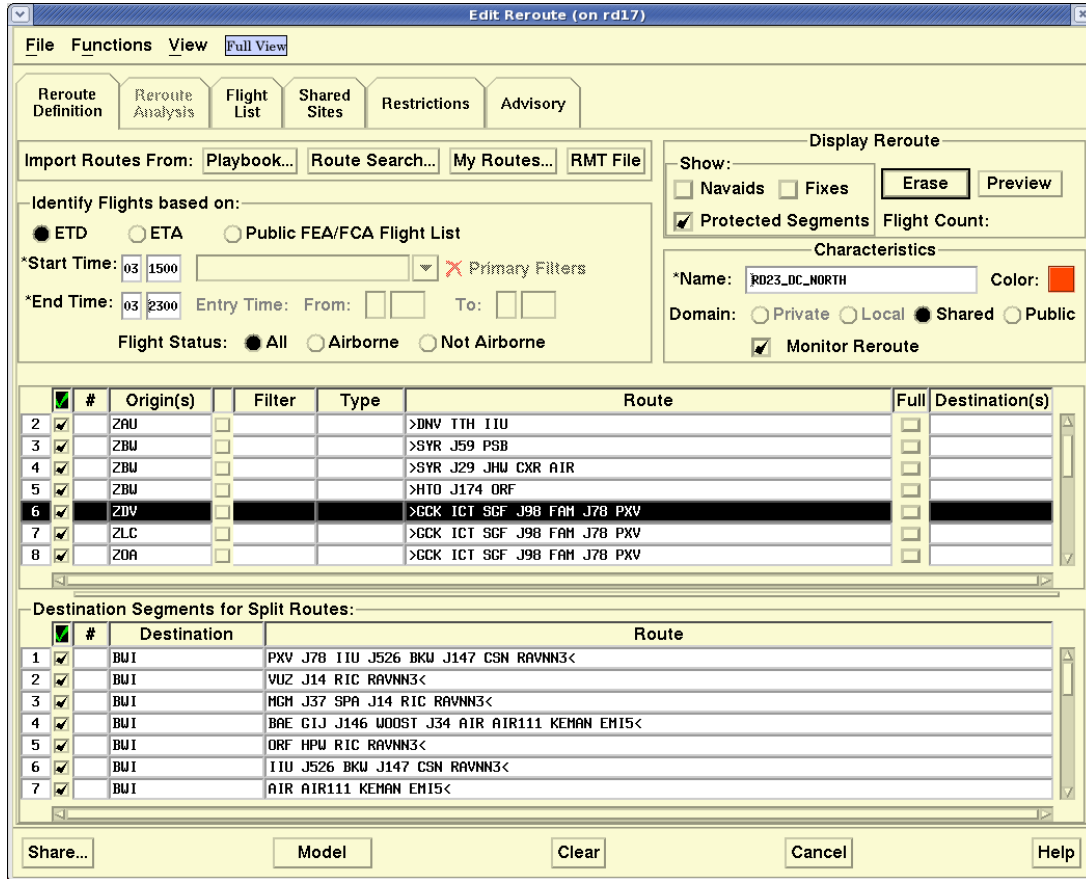 Edit Reroute (on rd17)
File Functions View Full View
Reroute Definition Reroute Analysis Flight List Shared Sites Restrictions Advisory
Import Routes From: Playbook... Route Search... My Routes... RMT File
Display Reroute
Show:
Navaids Fixes Erase Preview
Protected Segments Flight Count:
Identify Flights based on:
ETD ETA Public FEA/FCA Flight List
*Start Time: 03 1500 Primary Filters
*End Time: 03 2300 Entry Time: From: To:
Flight Status: All Airborne Not Airborne
Characteristics
*Name: RD23_DC_NORTH Color:
Domain: Private Local Shared Public
Monitor Reroute
# Origin(s) Filter Type Route Full Destination(s)
2 ZAU >DNV TTH IIU
3 ZBW >SYR J59 PSB
4 ZBW >SYR J29 JHW CXR AIR
5 ZBW >HTO J174 ORF
6 ZDV >GCK ICT SGF J98 FAM J78 PXV
7 ZLC >GCK ICT SGF J98 FAM J78 PXV
8 ZOA >GCK ICT SGF J98 FAM J78 PXV
Destination Segments for Split Routes:
# Destination Route
1 BWI PXV J78 IIU J526 BKW J147 CSN RAVNN3<
2 BWI VUZ J14 RIC RAVNN3<
3 BWI MGM J37 SPA J14 RIC RAVNN3<
4 BWI BAE GIJ J146 WOOST J34 AIR AIR111 KEMAN EMI5<
5 BWI ORF HPW RIC RAVNN3<
6 BWI IIU J526 BKW J147 CSN RAVNN3<
7 BWI AIR AIR111 KEMAN EMI5<
Share... Model Clear Cancel Help